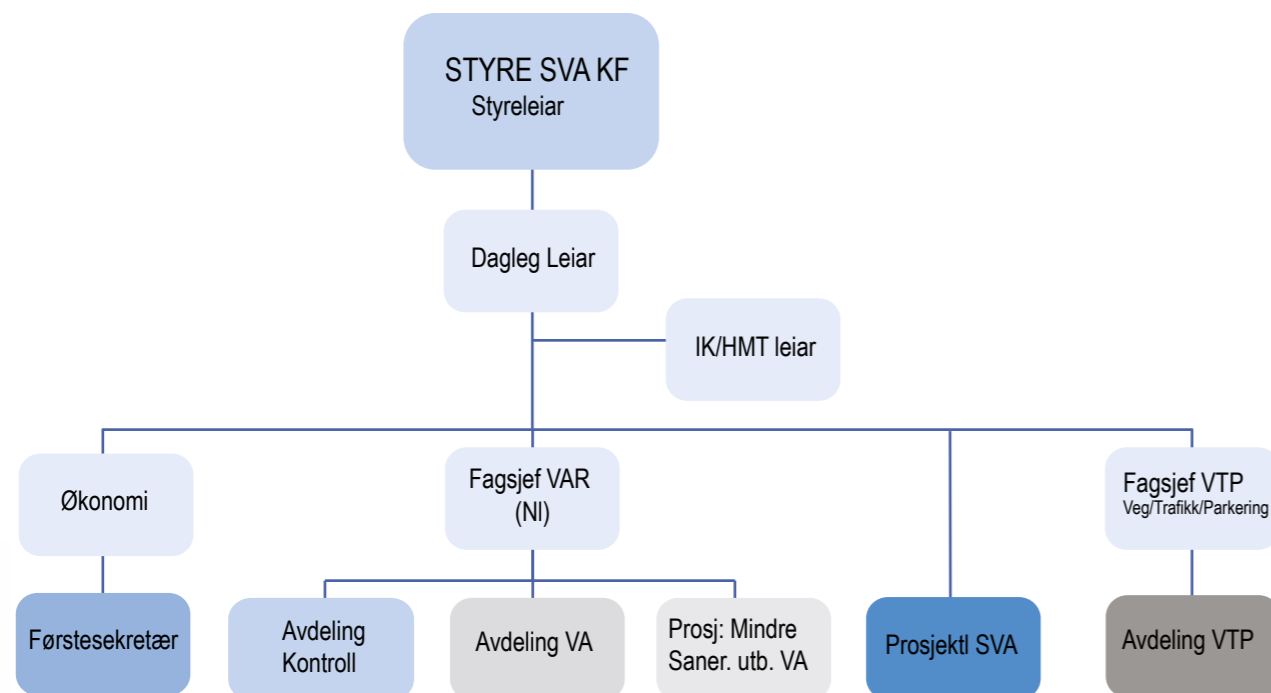 STYRE SVA KF
Styreleiar
Dagleg Leiar
IK/HMT leiar
Økonomi
Fagsjef VAR
(NI)
Fagsjef VTP
Veg/Trafikk/Parkering
Førstesekretær
Avdeling
Kontroll
Avdeling VA
Prosj: Mindre
Saner. utb. VA
Prosjektl SVA
Avdeling VTP